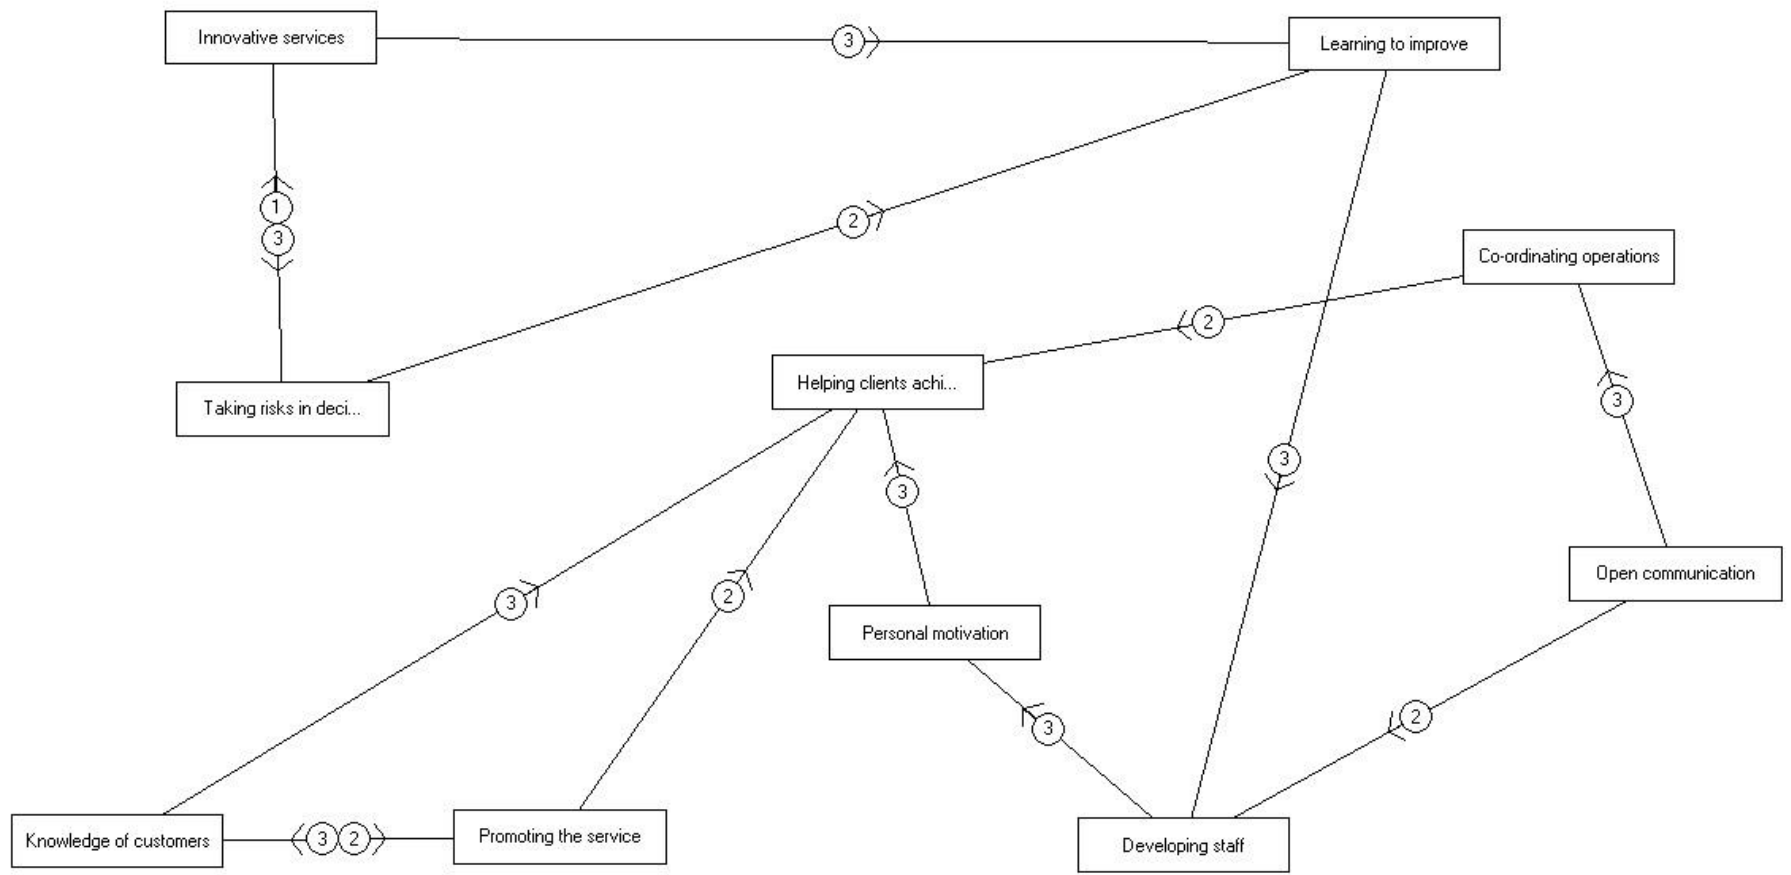 Innovative services
3
Learning to improve
1
3
2
Co-ordinating operations
2
Helping clients achi...
Taking risks in deci...
3
3
3
Open communication
3
2
Personal motivation
3
2
Knowledge of customers
3
2
Promoting the service
Developing staff